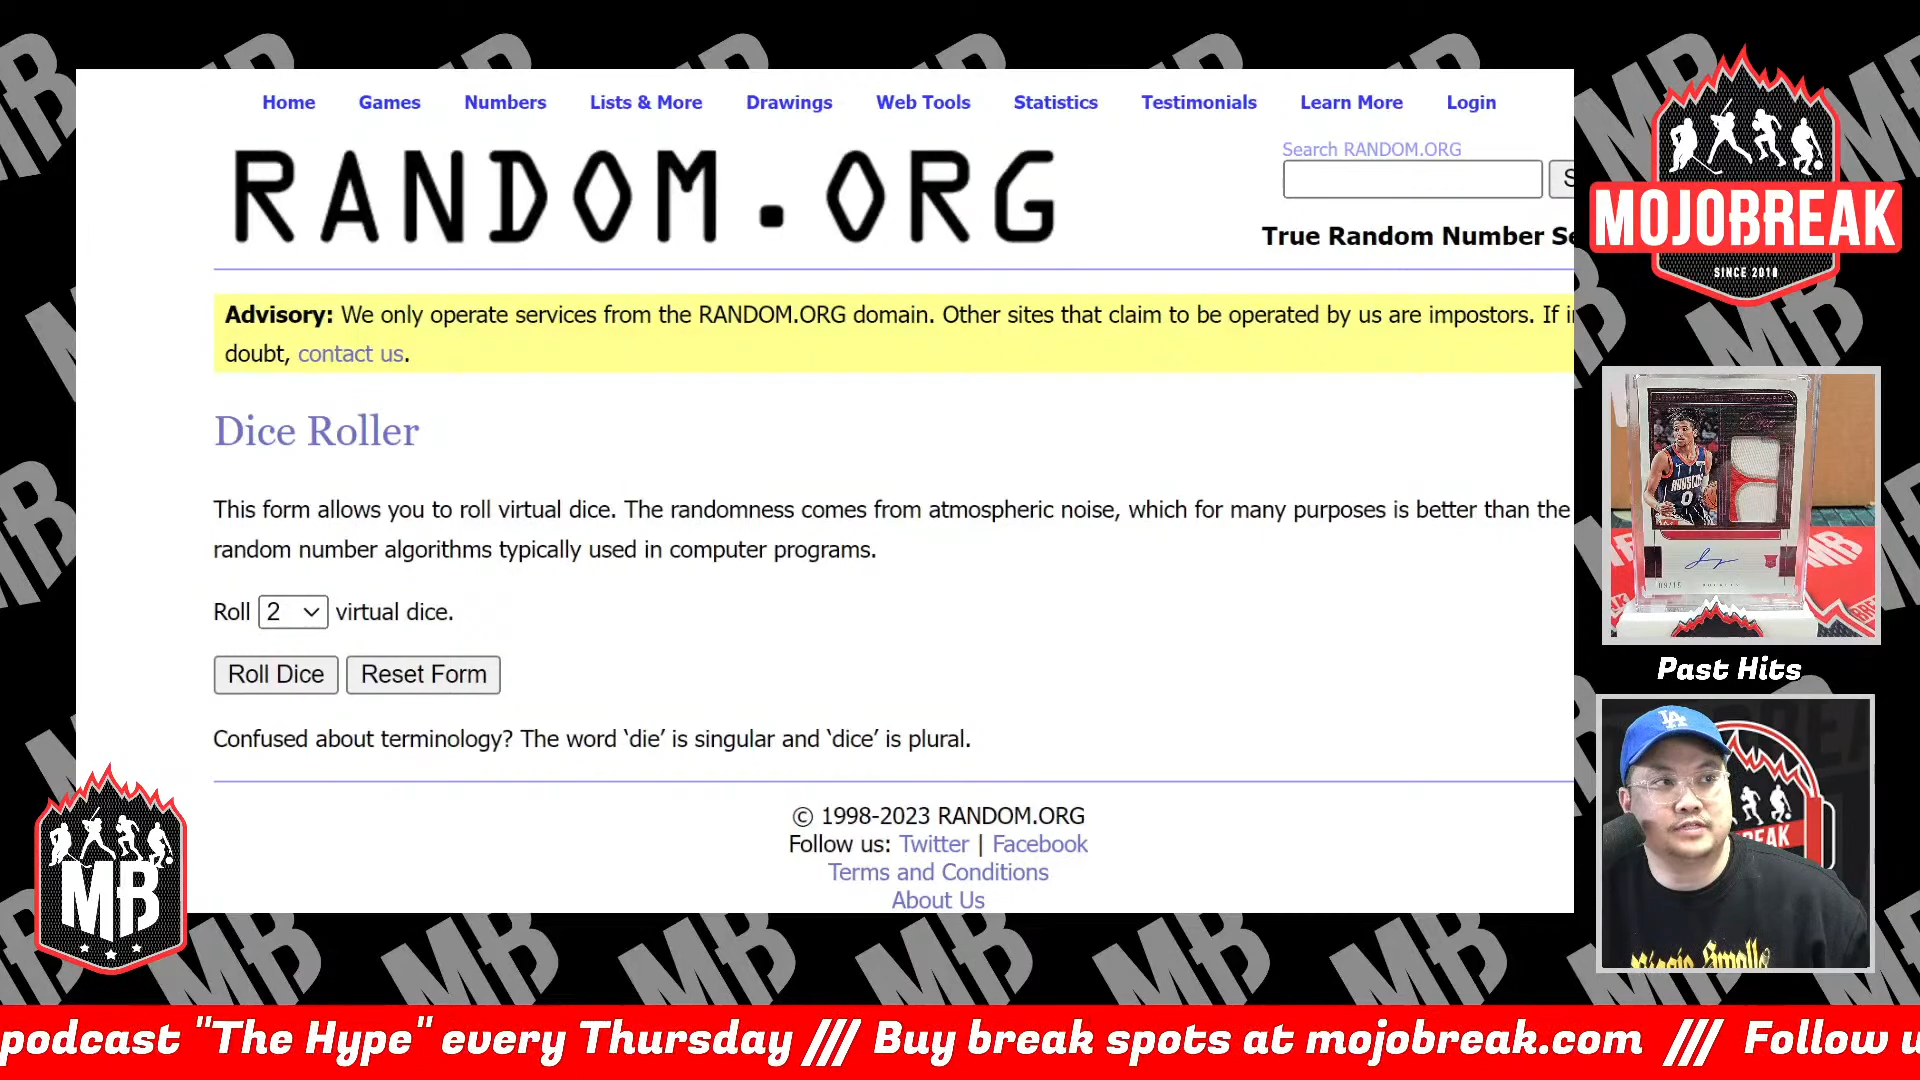 Home Games Numbers Lists & More Drawings Web Tools Statistics Testimonials Learn More Login
RANDOM.ORG
Search RANDOM.ORG
True Random Number Se
Advisory: We only operate services from the RANDOM.ORG domain. Other sites that claim to be operated by us are impostors. If in
doubt, contact us.
Dice Roller
This form allows you to roll virtual dice. The randomness comes from atmospheric noise, which for many purposes is better than the
random number algorithms typically used in computer programs.
Roll 2 virtual dice.
Roll Dice Reset Form
Confused about terminology? The word ‘die’ is singular and ‘dice’ is plural.
© 1998-2023 RANDOM.ORG
Follow us: Twitter | Facebook
Terms and Conditions
About Us
MOJOBREAK
SINCE 2010
Past Hits
LA
MB
podcast "The Hype" every Thursday /// Buy break spots at mojobreak.com /// Follow u